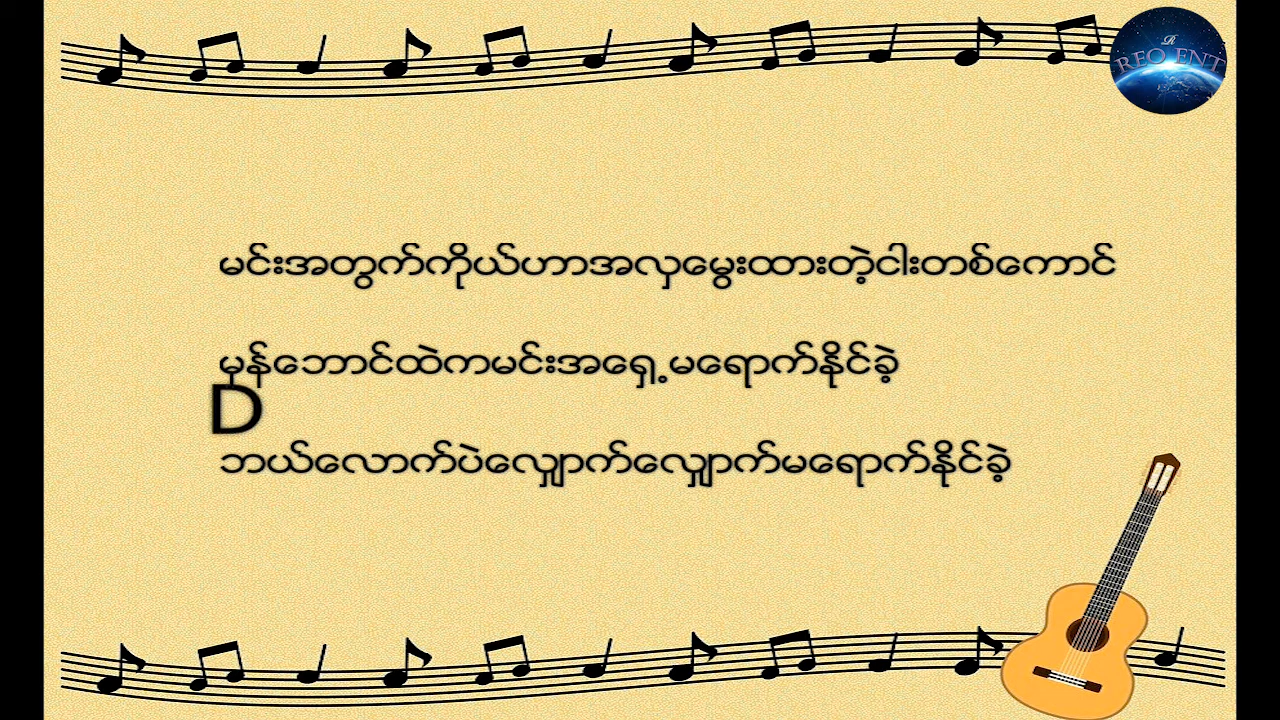 R
REO ENT
မင်းအတွက်ကိုယ်ဟာအလှမွေးထားတဲ့ငါးတစ်ကောင်
မှန်ဘောင်ထဲကမင်းအရှေ့မရောက်နိုင်ခဲ့
D
ဘယ်လောက်ပဲလျှောက်လျှောက်မရောက်နိုင်ခဲ့